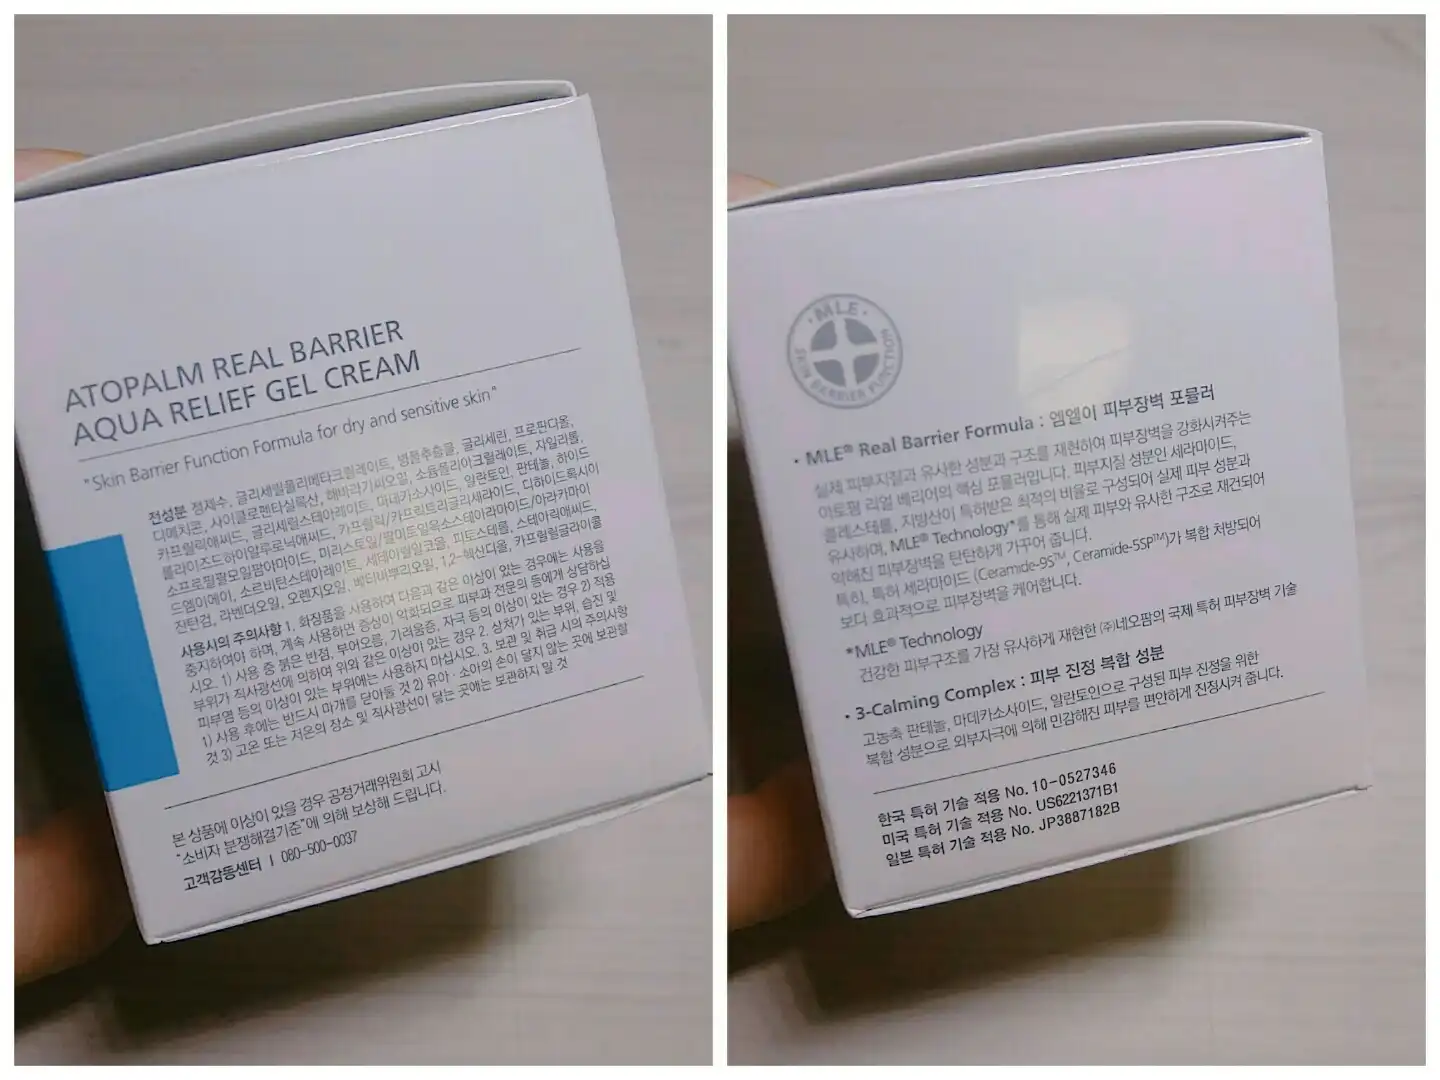 ATOPALM REAL BARRIER
AQUA RELIEF GEL CREAM
"Skin Barrier Function Formula for dry and sensitive skin"
전성분 정제수, 글리세릴폴리메타크릴레이트, 병풀추출물, 글리세린, 프로판디올,
디메치콘, 사이클로펜타실록산, 해바라기씨오일, 소듐폴리아크릴레이트, 자일리톨,
카프릴릭애씨드, 글리세릴스테아레이트, 마데카소사이드, 알란토인, 판테놀, 하이드
롤라이즈드하이알루로닉애씨드, 카프릴릭/카프릭트리글리세라이드, 디하이드록시이
소프로필팔모일팜아마이드, 미리스토일/팔미토일옥소스테아라마이드/아라카마이
드엠이에이, 소르비탄스테아레이트, 세테아릴알코올, 피토스테롤, 스테아릭애씨드,
잔탄검, 라벤더오일, 오렌지오일, 베티버뿌리오일, 1,2-헥산디올, 카프릴릴글라이콜
사용시의 주의사항 1. 화장품을 사용하여 다음과 같은 이상이 있는 경우에는 사용을
중지하여야 하며, 계속 사용하면 증상이 악화되므로 피부과 전문의 등에게 상담하십
시오. 1) 사용 중 붉은 반점, 부어오름, 가려움증, 자극 등의 이상이 있는 경우 2) 적용
부위가 직사광선에 의하여 위와 같은 이상이 있는 경우 2. 상처가 있는 부위, 습진 및
피부염 등의 이상이 있는 부위에는 사용하지 마십시오. 3. 보관 및 취급 시의 주의사항
1) 사용 후에는 반드시 마개를 닫아둘 것 2) 유아·소아의 손이 닿지 않는 곳에 보관할
것 3) 고온 또는 저온의 장소 및 직사광선이 닿는 곳에는 보관하지 말 것
본 상품에 이상이 있을 경우 공정거래위원회 고시
"소비자 분쟁해결기준"에 의해 보상해 드립니다.
고객감동센터 | 080-500-0037
MLE
SKIN BARRIER FUNCTION
• MLE® Real Barrier Formula : 엠엘이 피부장벽 포뮬러
실제 피부지질과 유사한 성분과 구조를 재현하여 피부장벽을 강화시켜주는
아토팜 리얼 베리어의 핵심 포뮬러입니다. 피부지질 성분인 세라마이드,
콜레스테롤, 지방산이 특허받은 최적의 비율로 구성되어 실제 피부 성분과
유사하며, MLE® Technology*를 통해 실제 피부와 유사한 구조로 재건되어
약해진 피부장벽을 탄탄하게 가꾸어 줍니다.
특히, 특허 세라마이드 (Ceramide-9S™, Ceramide-5SP™)가 복합 처방되어
보다 효과적으로 피부장벽을 케어합니다.
*MLE® Technology
건강한 피부구조를 가장 유사하게 재현한 ㈜네오팜의 국제 특허 피부장벽 기술
• 3-Calming Complex : 피부 진정 복합 성분
고농축 판테놀, 마데카소사이드, 알란토인으로 구성된 피부 진정을 위한
복합 성분으로 외부자극에 의해 민감해진 피부를 편안하게 진정시켜 줍니다.
한국 특허 기술 적용 No. 10-0527346
미국 특허 기술 적용 No. US6221371B1
일본 특허 기술 적용 No. JP3887182B